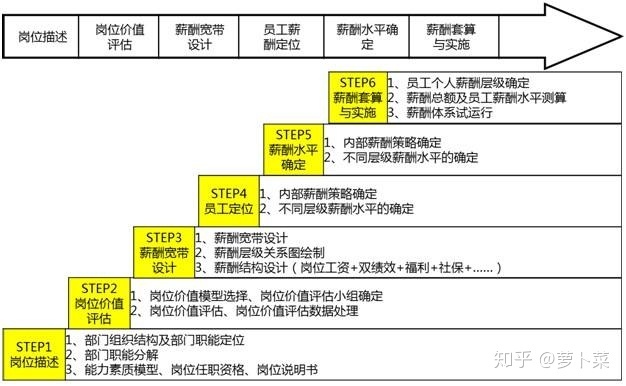 岗位描述
岗位价值
评估
薪酬宽带
设计
员工薪
酬定位
薪酬水平确
定
薪酬套算
与实施
STEP6
薪酬套算
与实施
1、员工个人薪酬层级确定
2、薪酬总额及员工薪酬水平测算
3、薪酬体系试运行
STEP5
薪酬水平
确定
1、内部薪酬策略确定
2、不同层级薪酬水平的确定
STEP4
员工定位
1、内部薪酬策略确定
2、不同层级薪酬水平的确定
STEP3
薪酬宽带
设计
1、薪酬宽带设计
2、薪酬层级关系图绘制
3、薪酬结构设计（岗位工资+双绩效+福利+社保+……）
STEP2
岗位价值
评估
1、岗位价值模型选择、岗位价值评估小组确定
2、岗位价值评估、岗位价值评估数据处理
STEP1
岗位描述
1、部门组织结构及部门职能定位
2、部门职能分解
3、能力素质模型、岗位任职资格、岗位说明书
知乎 @萝卜菜